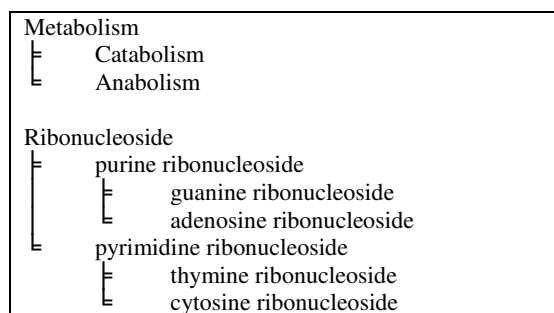 Metabolism
Catabolism
Anabolism
Ribonucleoside
purine ribonucleoside
guanine ribonucleoside
adenosine ribonucleoside
pyrimidine ribonucleoside
thymine ribonucleoside
cytosine ribonucleoside